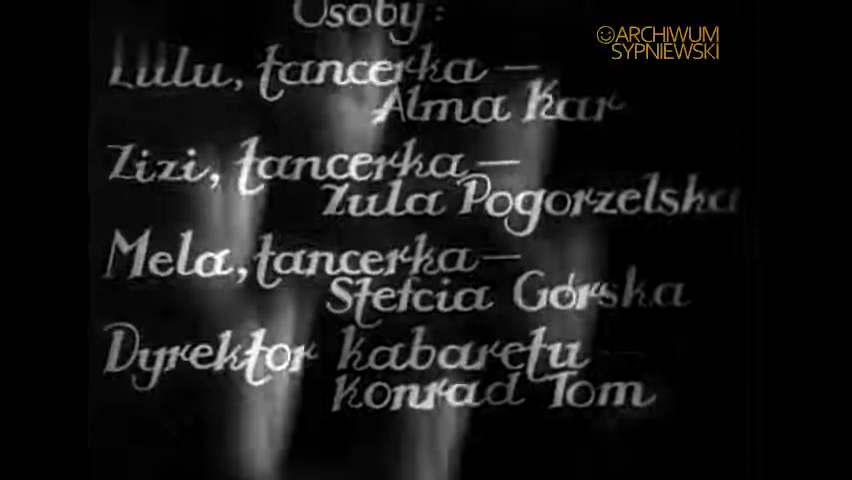 Osoby:
ARCHIWUM
SYPNIEWSKI
Lulu, tancerka —
Alma Kar
Zizi, tancerka —
Zula Pogorzelska
Mela, tancerka —
Stefcia Górska
Dyrektor kabaretu —
Konrad Tom